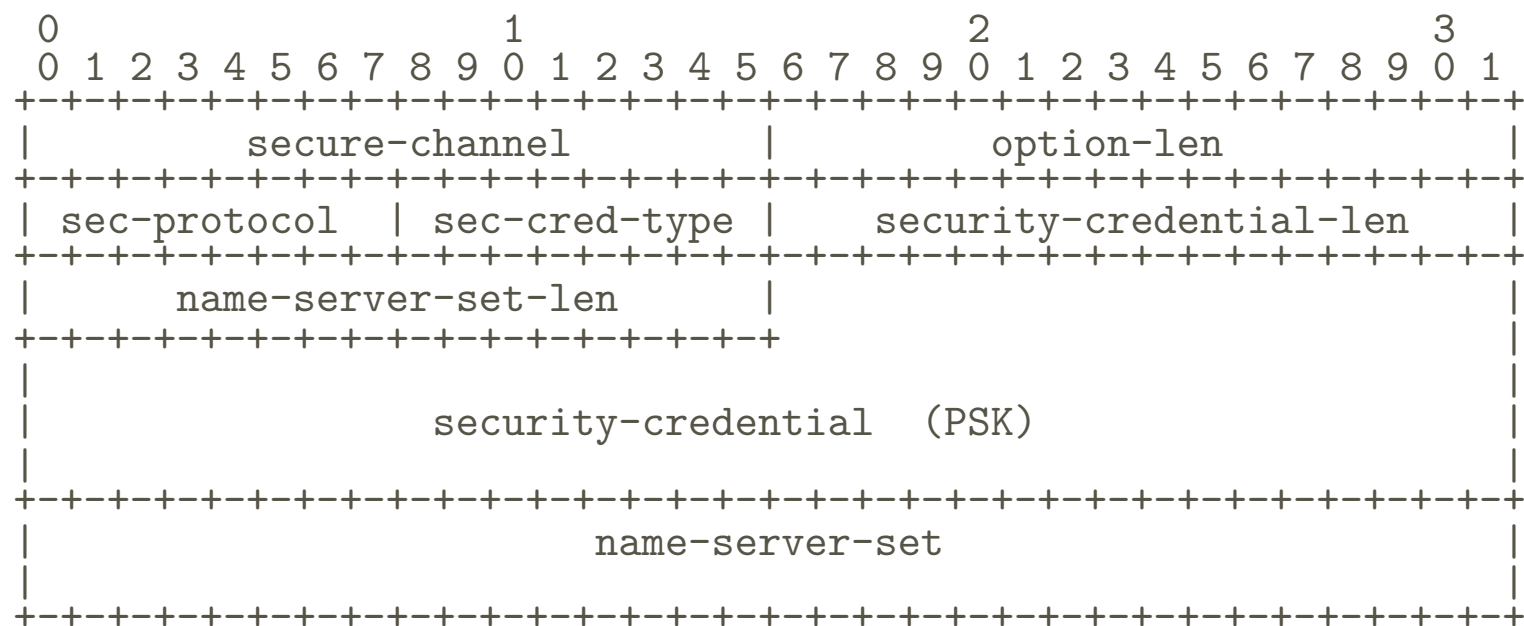 0                   1                   2                   3
0 1 2 3 4 5 6 7 8 9 0 1 2 3 4 5 6 7 8 9 0 1 2 3 4 5 6 7 8 9 0 1
+-+-+-+-+-+-+-+-+-+-+-+-+-+-+-+-+-+-+-+-+-+-+-+-+-+-+-+-+-+-+-+-+
|         secure-channel        |         option-len            |
+-+-+-+-+-+-+-+-+-+-+-+-+-+-+-+-+-+-+-+-+-+-+-+-+-+-+-+-+-+-+-+-+
| sec-protocol  | sec-cred-type |    security-credential-len    |
+-+-+-+-+-+-+-+-+-+-+-+-+-+-+-+-+-+-+-+-+-+-+-+-+-+-+-+-+-+-+-+-+
|      name-server-set-len      |                               |
+-+-+-+-+-+-+-+-+-+-+-+-+-+-+-+-+                               |
|                                                               |
|                 security-credential  (PSK)                    |
|                                                               |
+-+-+-+-+-+-+-+-+-+-+-+-+-+-+-+-+-+-+-+-+-+-+-+-+-+-+-+-+-+-+-+-+
|                        name-server-set                        |
|                                                               |
+-+-+-+-+-+-+-+-+-+-+-+-+-+-+-+-+-+-+-+-+-+-+-+-+-+-+-+-+-+-+-+-+